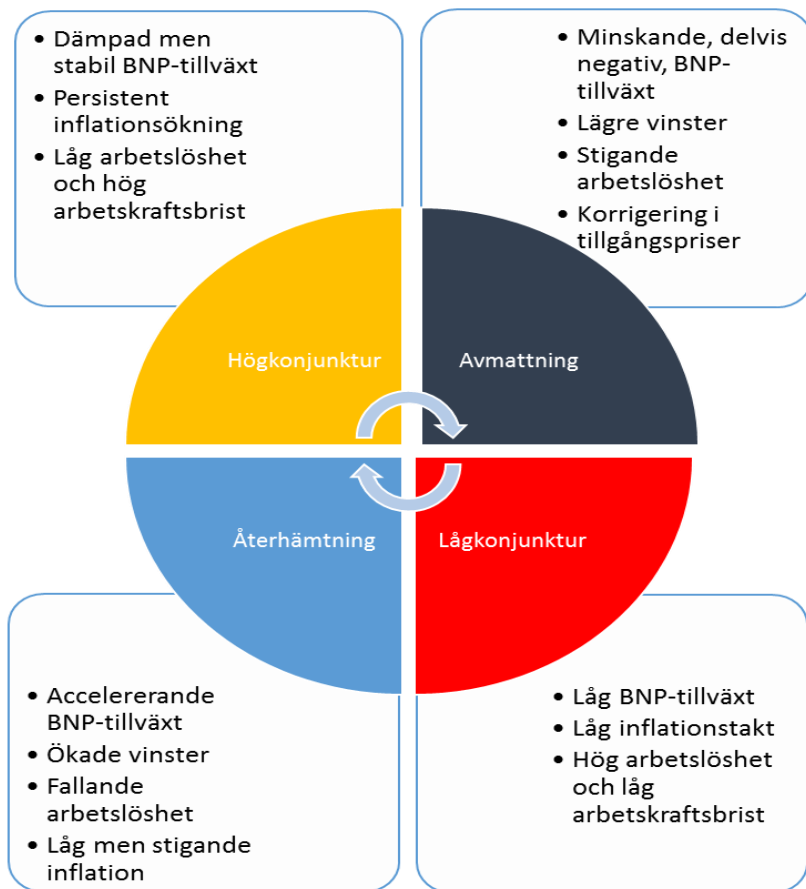 • Dämpad men
stabil BNP-tillväxt
• Persistent
inflationsökning
• Låg arbetslöshet
och hög
arbetskraftsbrist
• Minskande, delvis
negativ, BNP-
tillväxt
• Lägre vinster
• Stigande
arbetslöshet
• Korrigering i
tillgångspriser
Högkonjunktur
Avmattning
Återhämtning
Lågkonjunktur
• Accelererande
BNP-tillväxt
• Ökade vinster
• Fallande
arbetslöshet
• Låg men stigande
inflation
• Låg BNP-tillväxt
• Låg inflationstakt
• Hög arbetslöshet
och låg
arbetskraftsbrist